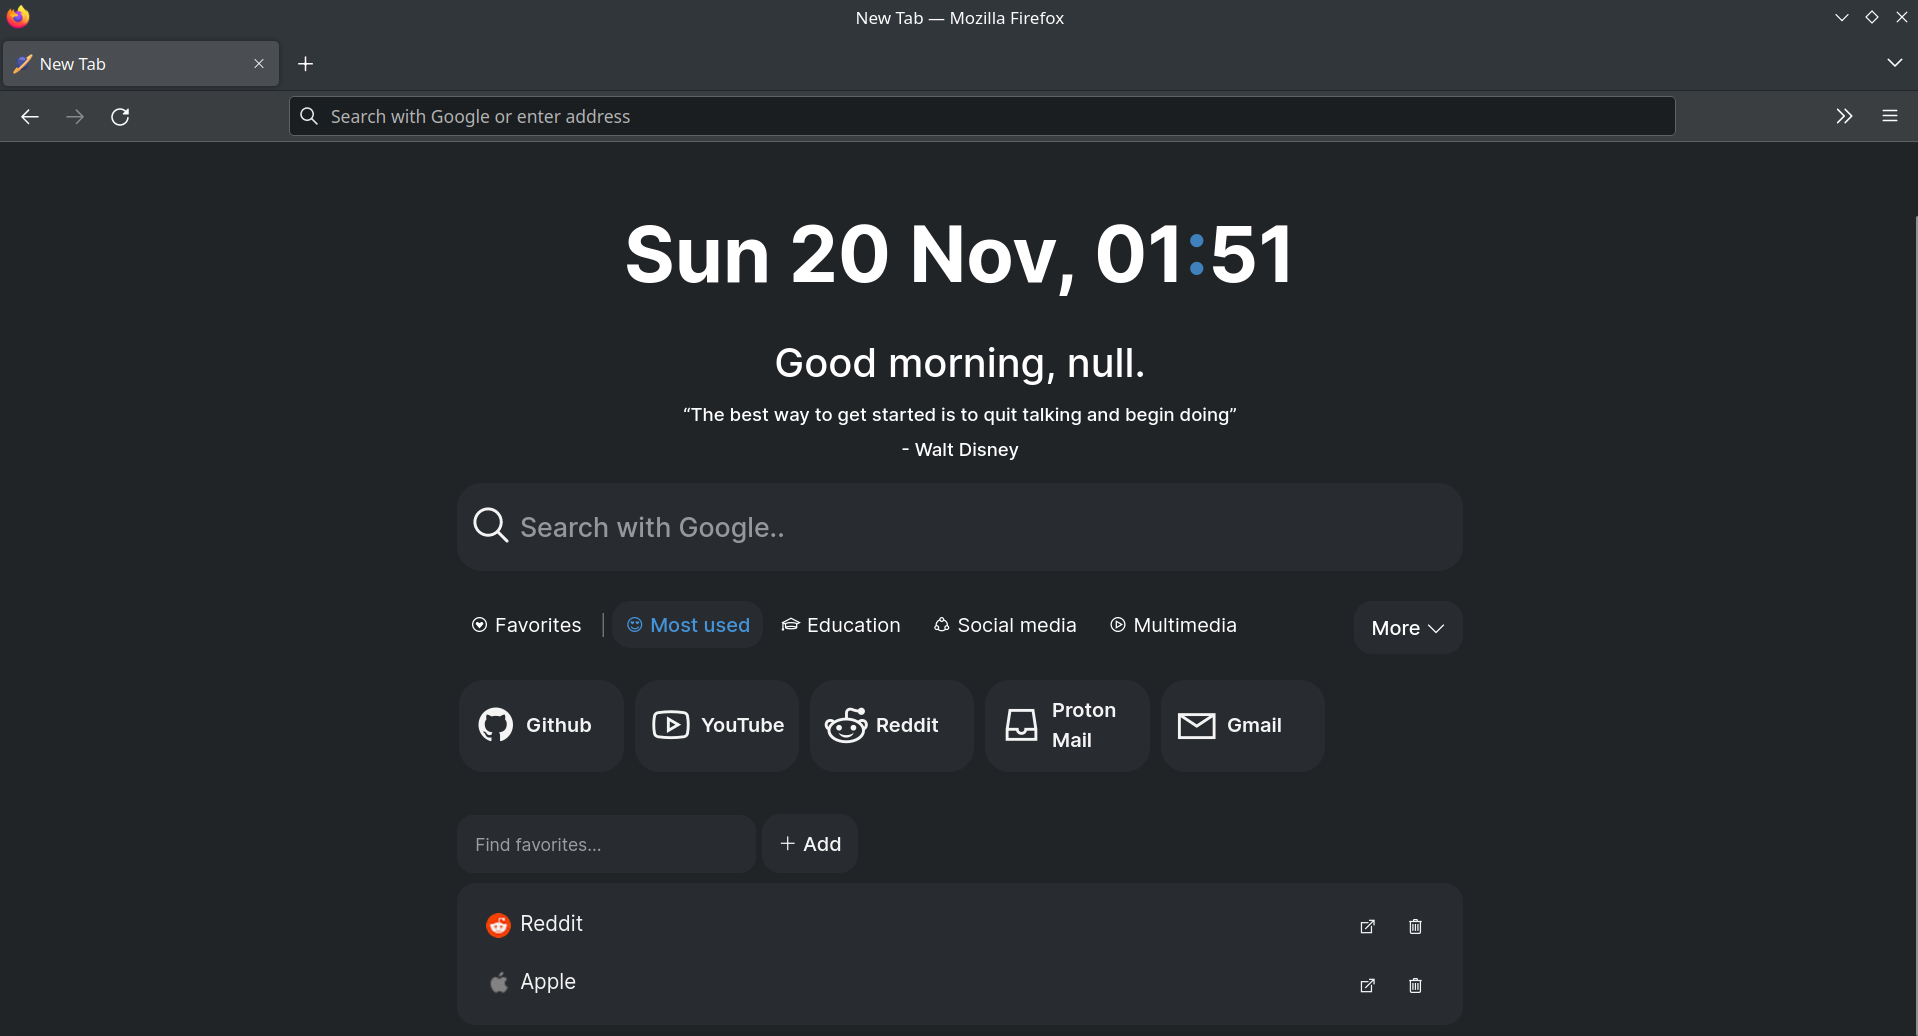 New Tab — Mozilla Firefox
New Tab
Search with Google or enter address
Sun 20 Nov, 01:51
Good morning, null.
“The best way to get started is to quit talking and begin doing”
- Walt Disney
Search with Google..
Favorites | Most used Education Social media Multimedia More
Github YouTube Reddit Proton Mail Gmail
Find favorites... + Add
Reddit
Apple